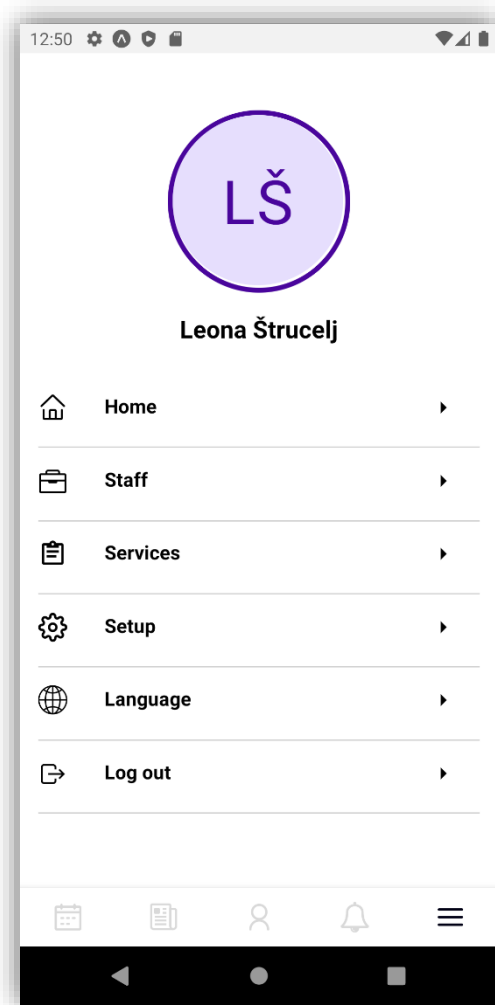 12:50
LŠ
Leona Štrucelj
Home
Staff
Services
Setup
Language
Log out